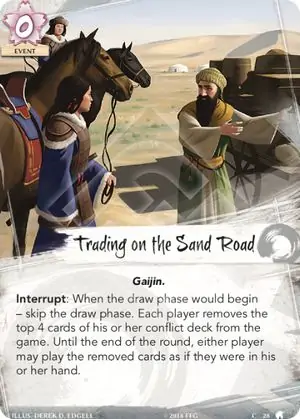 0
EVENT
Trading on the Sand Road
Gaijin.
Interrupt: When the draw phase would begin
– skip the draw phase. Each player removes the
top 4 cards of his or her conflict deck from
the game. Until the end of the round, either
player may play the removed cards as if they were in
his or her hand.
ILLUS: DEREK D. EDGELL
© 2018 FFG
C 28